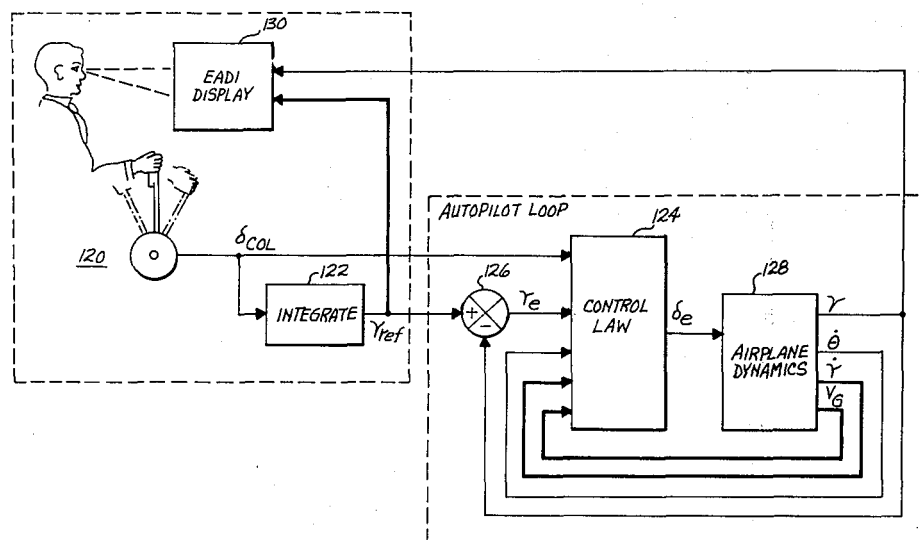 130
EADI
DISPLAY
AUTOPILOT LOOP
124
120
δCOL
122
INTEGRATE
γref
126
+
-
γe
CONTROL
LAW
δe
128
AIRPLANE
DYNAMICS
γ
θ̇
γ̇
VG